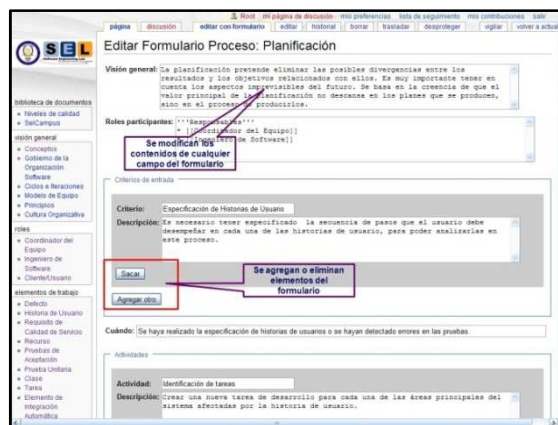 Root mi página de discusión mis preferencias lista de seguimiento mis contribuciones salir
página discusión editar con formulario editar historial borrar trasladar desproteger vigilar volver a actual
SEL
Editar Formulario Proceso: Planificación
Visión general: La planificación pretende eliminar las posibles divergencias entre los
resultados y los objetivos relacionados con ellos. Es muy importante tener en
cuenta los aspectos imprevisibles del futuro. Se basa en la creencia de que el
valor principal de la planificación no descansa en los planes que se producen,
sino en el proceso de producirlos.
Roles participantes: '''Responsables'''
* [[Coordinador del Equipo]]
[[Ingeniero de Software]]
Se modifican los
contenidos de cualquier
campo del formulario
Criterios de entrada
Criterio: Especificación de Historias de Usuario
Descripción: Es necesario tener especificado la secuencia de pasos que el usuario debe
desempeñar en cada una de las historias de usuario, para poder analizarlas en
este proceso.
Sacar
Se agregan o eliminan
elementos del
formulario
Agregar otro
Cuándo: Se haya realizado la especificación de historias de usuarios o se hayan detectado errores en las pruebas.
Actividades
Actividad: Identificación de tareas
Descripción: Crear una nueva tarea de desarrollo para cada una de las áreas principales del
sistema afectadas por la historia de usuario.
biblioteca de documentos
Niveles de calidad
SelCampus
visión general
Conceptos
Gobierno de la
Organización
Software
Ciclos e Iteraciones
Modelo de Equipo
Principios
Cultura Organizativa
roles
Coordinador del
Equipo
Ingeniero de
Software
Cliente/Usuario
elementos de trabajo
Defecto
Historia de Usuario
Requisito de
Calidad de Servicio
Recurso
Pruebas de
Aceptación
Prueba Unitaria
Clase
Tarea
Elemento de
Integración
Automática